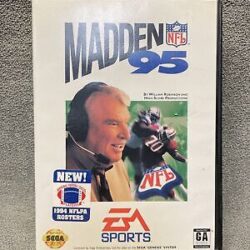 MADDEN
NFL
95
BY WILLIAM ROBINSON AND
HIGH SCORE PRODUCTIONS
NEW!
1994 NFLPA
ROSTERS
20
NFL
EA
SPORTS
SEGA
GA